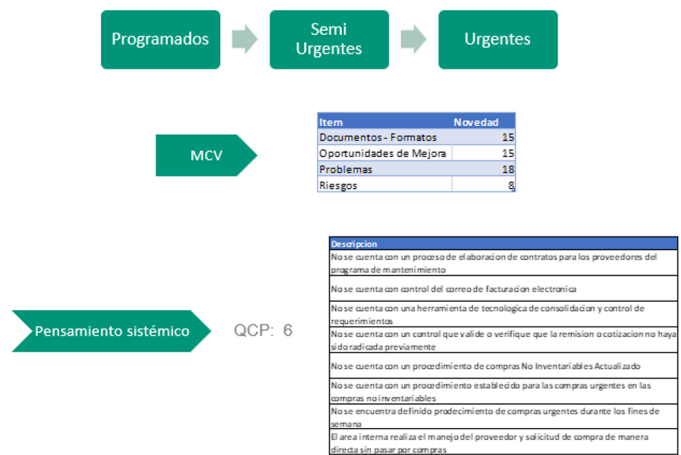 Programados
Semi
Urgentes
Urgentes
MCV
Item Novedad
Documentos - Formatos 15
Oportunidades de Mejora 15
Problemas 18
Riesgos 8
Pensamiento sistémico
QCP: 6
Descripcion
No se cuenta con un proceso de elaboracion de contratos para los proveedores del
programa de mantenimiento
No se cuenta con control del correo de facturacion electronica
No se cuenta con una herramienta de tecnologica de consolidacion y control de
requerimientos
No se cuenta con un control que valide o verifique que la remision o cotizacion no haya
sido radicada previamente
No se cuenta con un procedimiento de compras No Inventariables Actualizado
No se cuenta con un procedimiento establecido para las compras urgentes en las
compras no inventariables
No se encuentra definido prodecimiento de compras urgentes durante los fines de
semana
El area interna realiza el manejo del proveedor y solicitud de compra de manera
directa sin pasar por compras